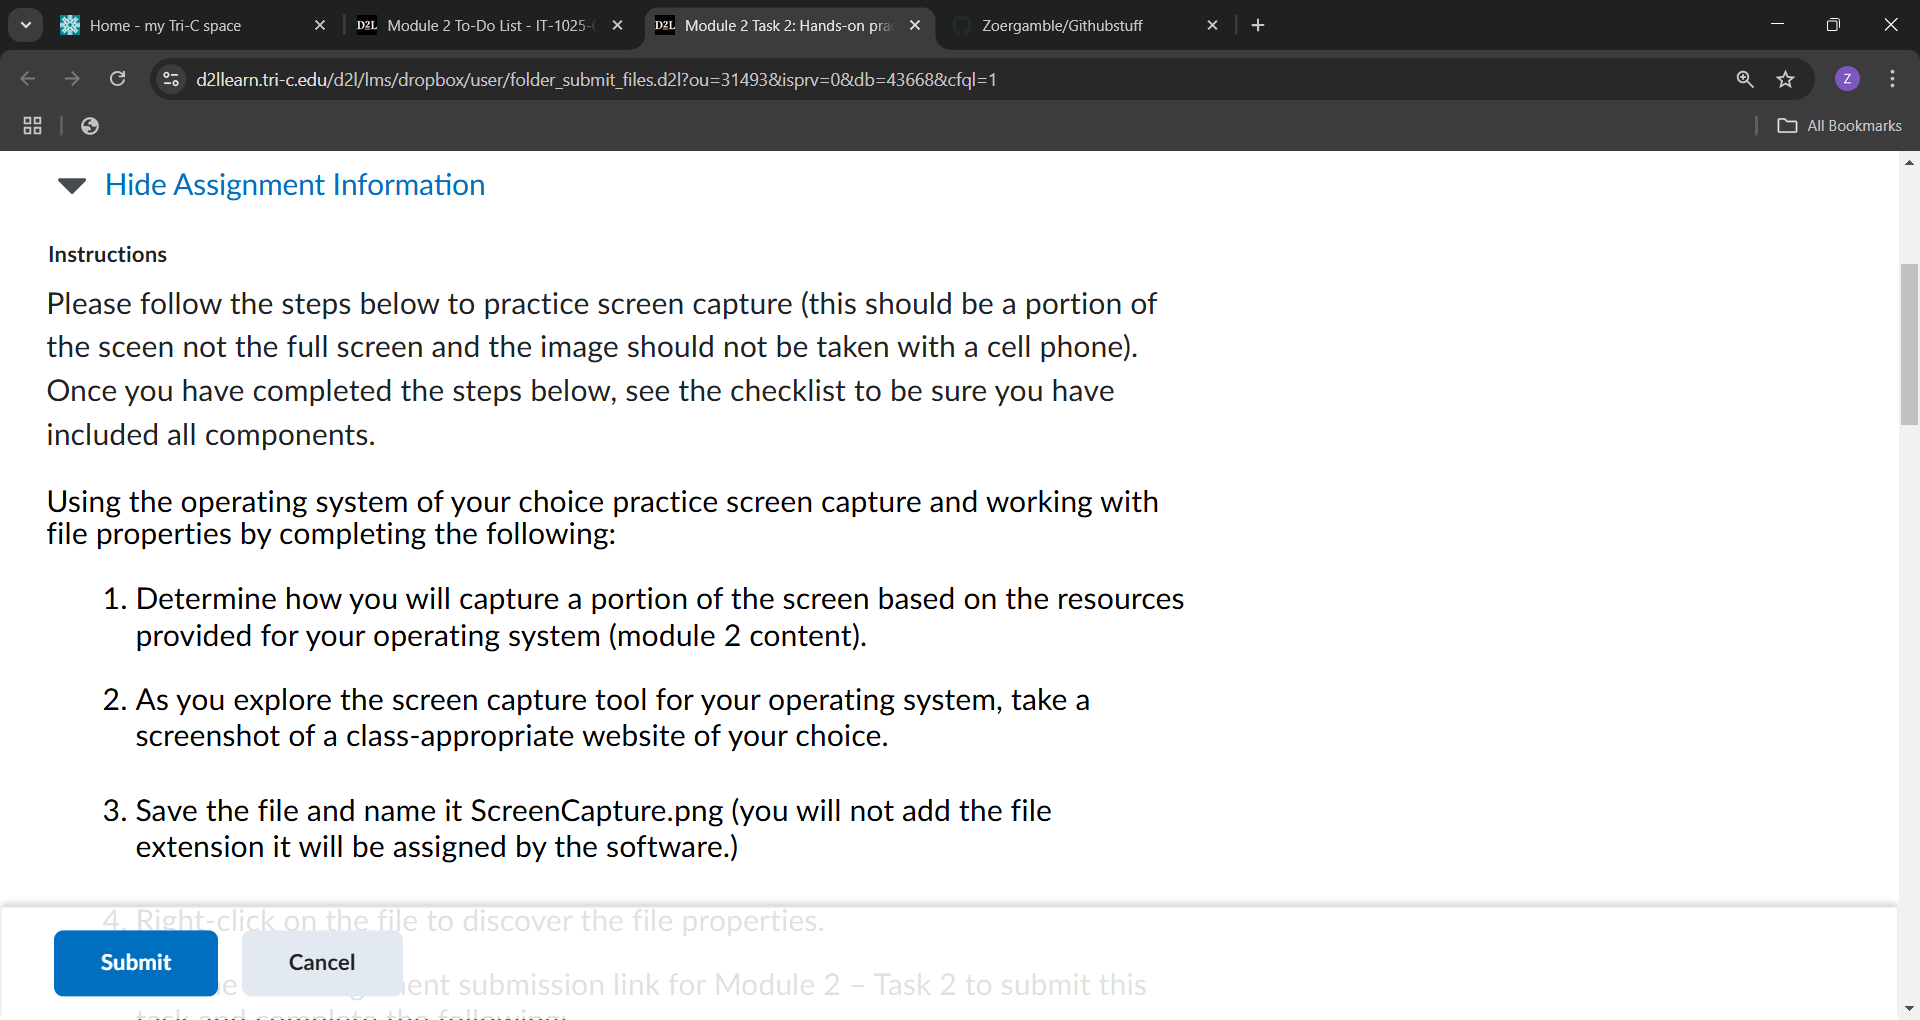 Home - my Tri-C space
D2L Module 2 To-Do List - IT-1025-
D2L Module 2 Task 2: Hands-on pra
Zoergamble/Githubstuff
d2llearn.tri-c.edu/d2l/lms/dropbox/user/folder_submit_files.d2l?ou=31493&isprv=0&db=43668&cfql=1
Z
All Bookmarks
Hide Assignment Information
Instructions
Please follow the steps below to practice screen capture (this should be a portion of
the sceen not the full screen and the image should not be taken with a cell phone).
Once you have completed the steps below, see the checklist to be sure you have
included all components.
Using the operating system of your choice practice screen capture and working with
file properties by completing the following:
1. Determine how you will capture a portion of the screen based on the resources
provided for your operating system (module 2 content).
2. As you explore the screen capture tool for your operating system, take a
screenshot of a class-appropriate website of your choice.
3. Save the file and name it ScreenCapture.png (you will not add the file
extension it will be assigned by the software.)
4. Right-click on the file to discover the file properties.
Submit
Cancel
submission link for Module 2 – Task 2 to submit this
task and complete the following: